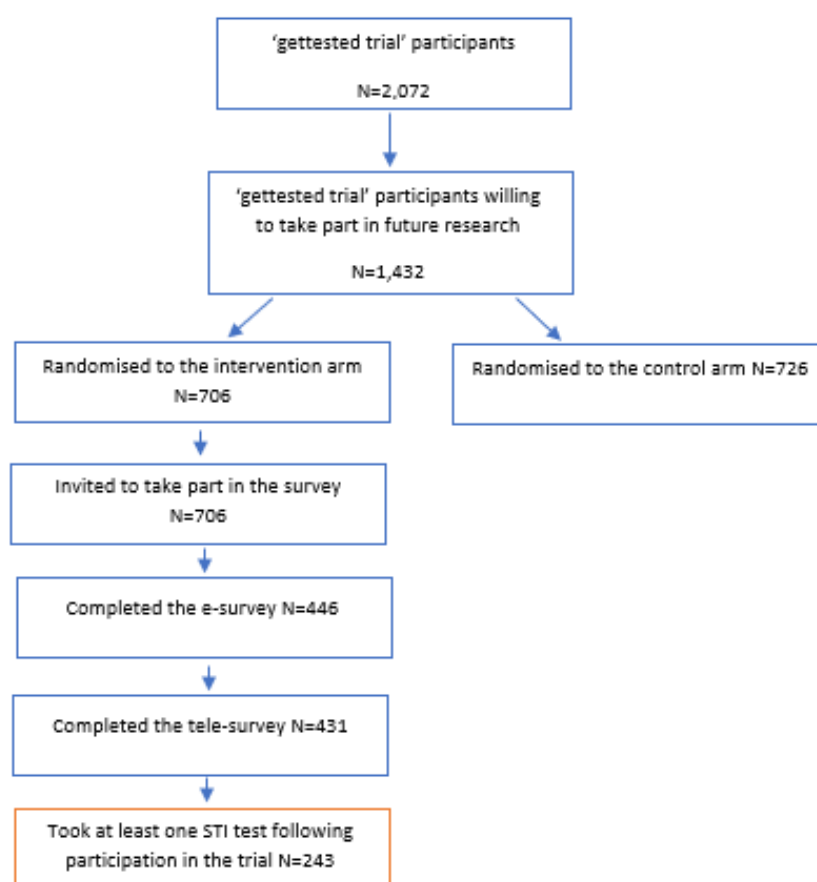 ‘gettested trial’ participants
N=2,072
‘gettested trial’ participants willing
to take part in future research
N=1,432
Randomised to the intervention arm
N=706
Randomised to the control arm N=726
Invited to take part in the survey
N=706
Completed the e-survey N=446
Completed the tele-survey N=431
Took at least one STI test following
participation in the trial N=243